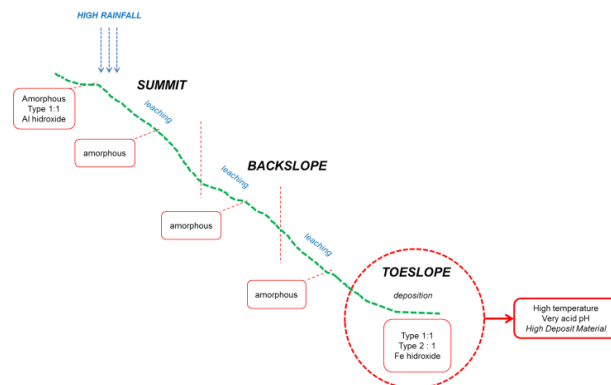 HIGH RAINFALL
SUMMIT
leaching
Amorphous
Type 1:1
Al hidroxide
amorphous
BACKSLOPE
leaching
amorphous
leaching
amorphous
TOESLOPE
deposition
Type 1:1
Type 2 : 1
Fe hidroxide
High temperature
Very acid pH
High Deposit Material